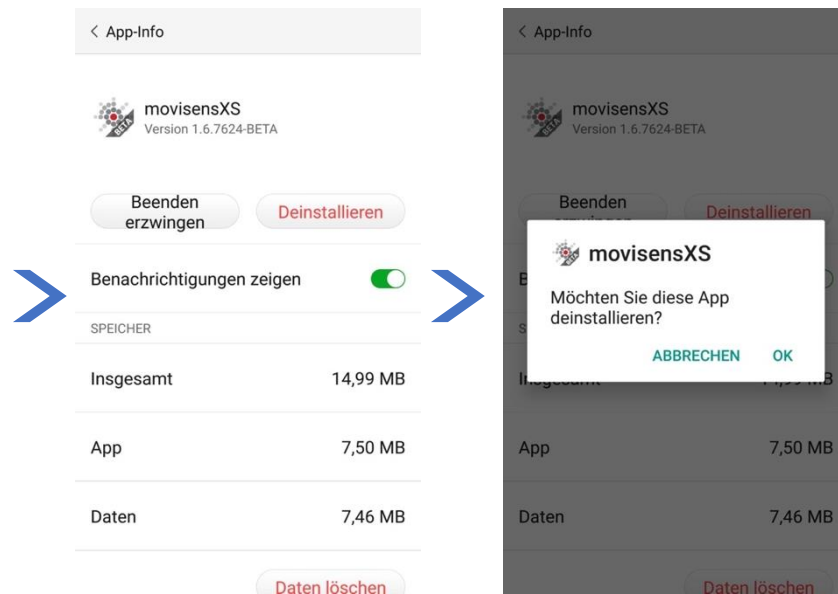 < App-Info
movisensXS
Version 1.6.7624-BETA
BETA
Beenden
erzwingen
Deinstallieren
Benachrichtigungen zeigen
SPEICHER
Insgesamt 14,99 MB
App 7,50 MB
Daten 7,46 MB
Daten löschen
< App-Info
movisensXS
Version 1.6.7624-BETA
BETA
Beenden
Deinstallieren
movisensXS
Möchten Sie diese App
deinstallieren?
ABBRECHEN OK
App 7,50 MB
Daten 7,46 MB
Daten löschen